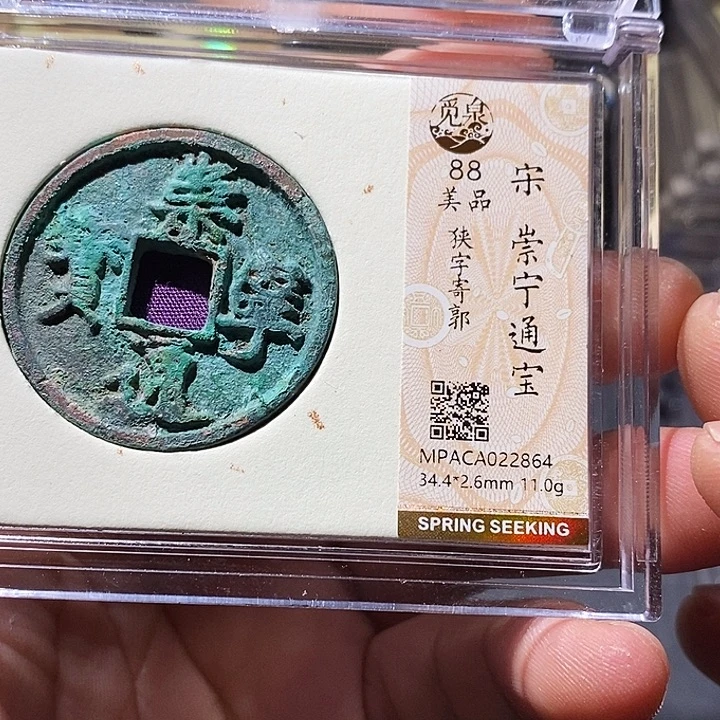 崇
寧
通
寳
觅泉
88
美品
狭字寄郭
宋 崇宁通宝
MPACA022864
34.4*2.6mm 11.0g
SPRING SEEKING